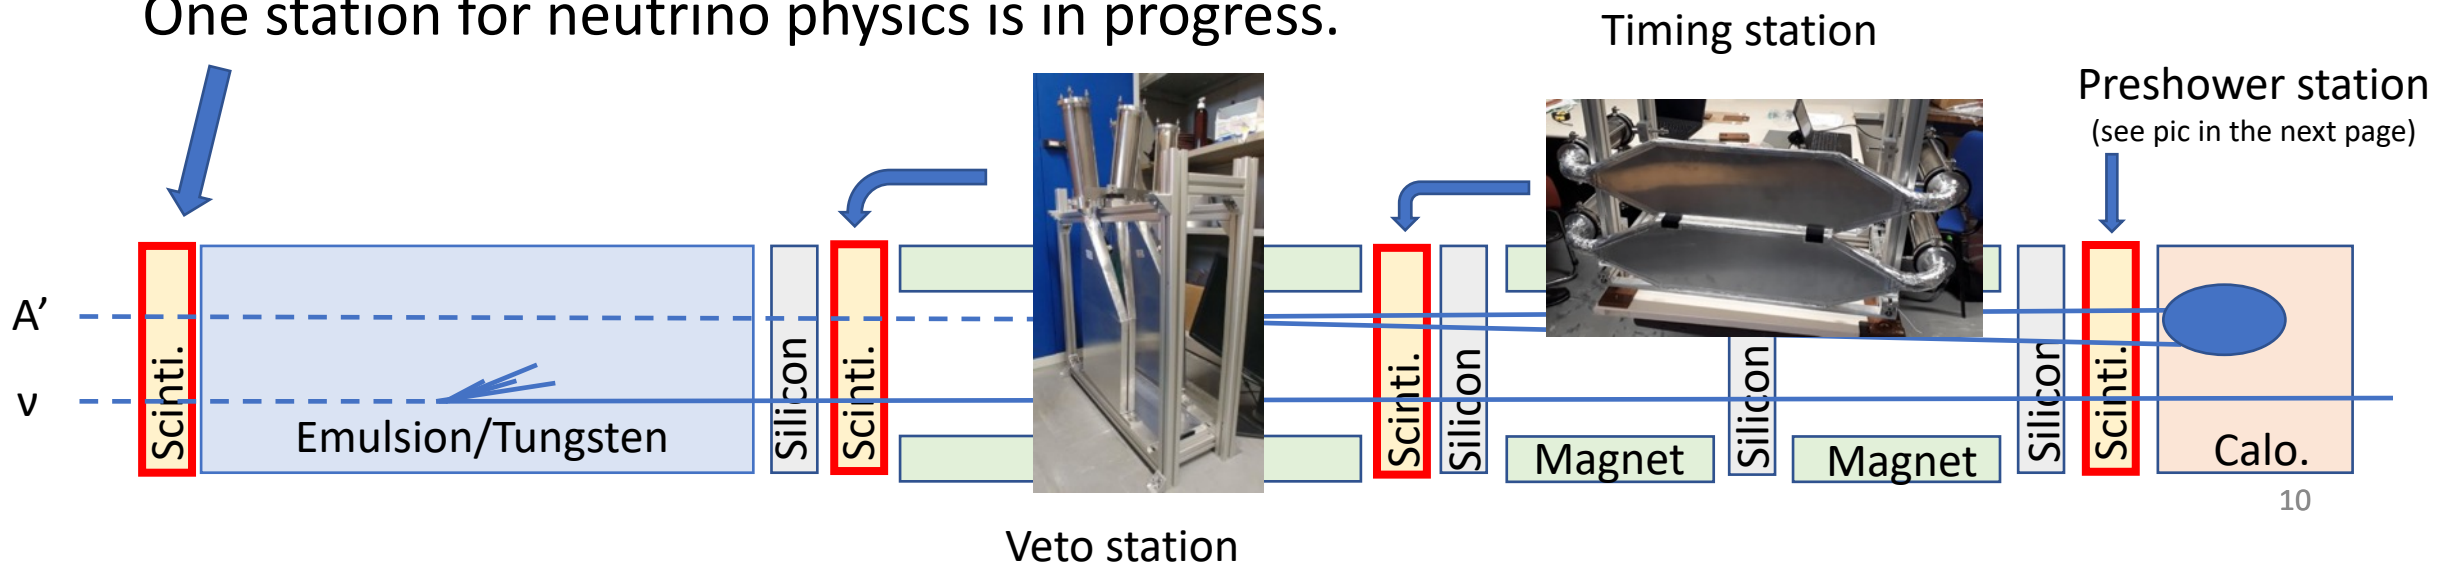 One station for neutrino physics is in progress.
Timing station
Preshower station
(see pic in the next page)
A’
ν
Scinti.
Emulsion/Tungsten
Silicon
Scinti.
Scinti.
Silicon
Magnet
Silicon
Magnet
Silicon
Scinti.
Calo.
10
Veto station